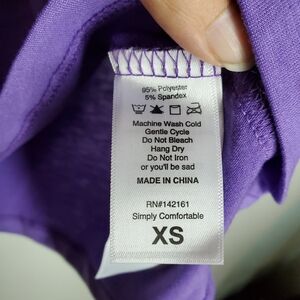 95% Polyester
5% Spandex
Machine Wash Cold
Gentle Cycle
Do Not Bleach
Hang Dry
Do Not Iron
or you'll be sad
MADE IN CHINA
RN#142161
Simply Comfortable
XS